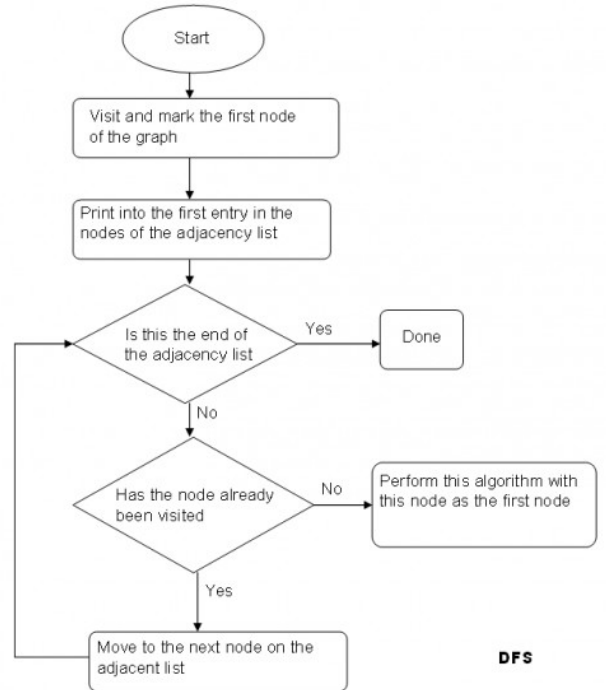 Start
Visit and mark the first node
of the graph
Print into the first entry in the
nodes of the adjacency list
Is this the end of
the adjacency list
Yes
Done
No
Has the node already
been visited
No
Perform this algorithm with
this node as the first node
Yes
Move to the next node on the
adjacent list
DFS